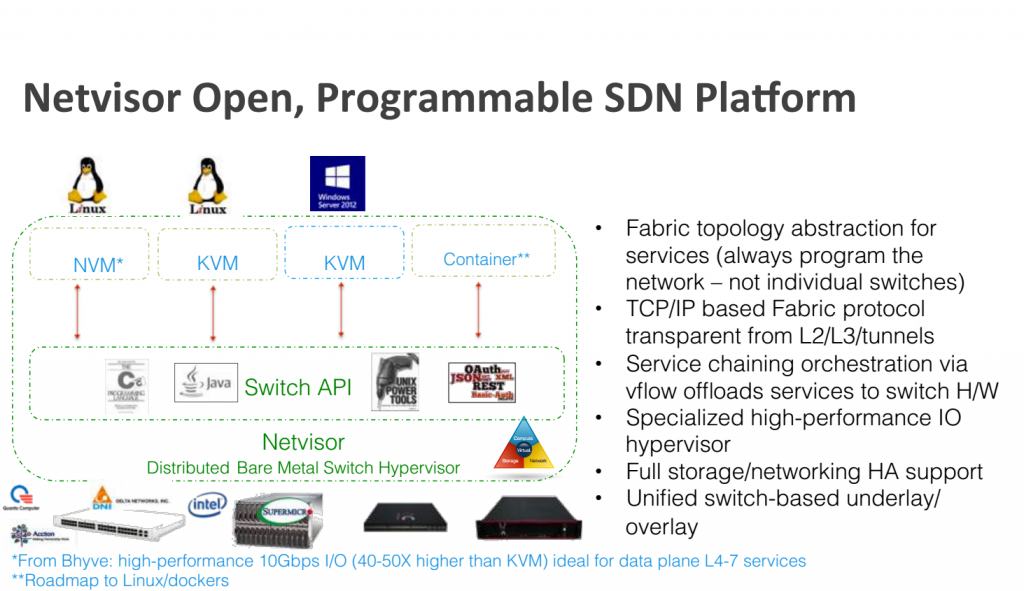 Netvisor Open, Programmable SDN Platform
Linux
Linux
Windows
Server 2012
NVM*
KVM
KVM
Container**
THE
C
PROGRAMMING
LANGUAGE
Java
Switch API
UNIX
POWER
TOOLS
OAuth
JSON XML
REST
Basic-Auth
Netvisor
Distributed Bare Metal Switch Hypervisor
Compute
Virtual
Storage
Network
• Fabric topology abstraction for
services (always program the
network – not individual switches)
• TCP/IP based Fabric protocol
transparent from L2/L3/tunnels
• Service chaining orchestration via
vflow offloads services to switch H/W
• Specialized high-performance IO
hypervisor
• Full storage/networking HA support
• Unified switch-based underlay/
overlay
Quanta Computer
DNI
DELTA NETWORKS, INC.
intel
SUPERMICR
Accton
*From Bhyve: high-performance 10Gbps I/O (40-50X higher than KVM) ideal for data plane L4-7 services
**Roadmap to Linux/dockers